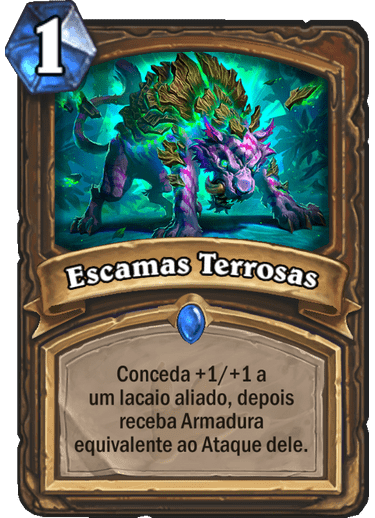 1
Escamas Terrosas
Conceda +1/+1 a
um lacaio aliado, depois
receba Armadura
equivalente ao Ataque dele.